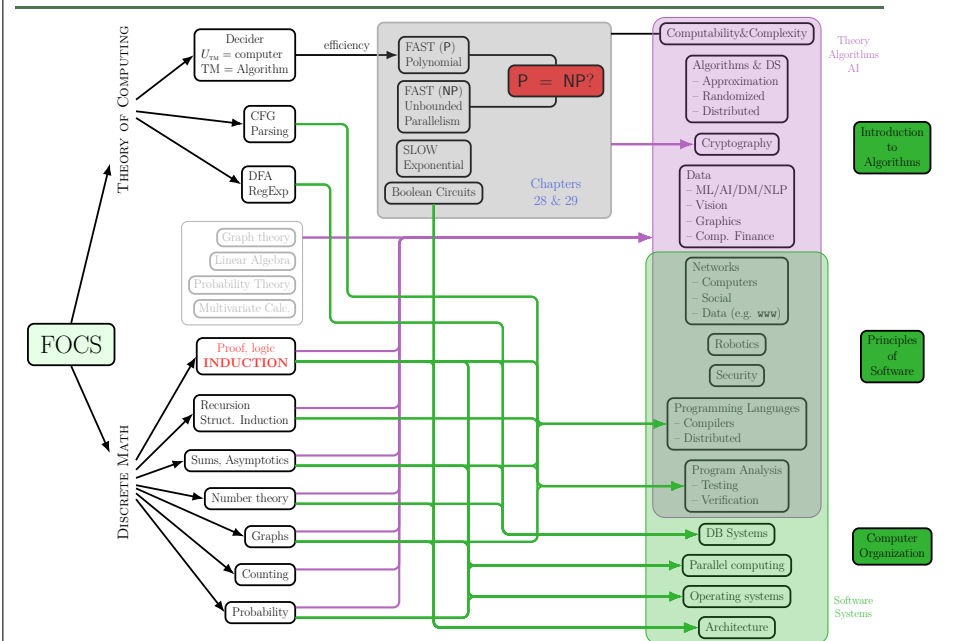 THEORY OF COMPUTING
Decider
U_TM = computer
TM = Algorithm
efficiency
CFG
Parsing
DFA
RegExp
FAST (P)
Polynomial
FAST (NP)
Unbounded
Parallelism
SLOW
Exponential
Boolean Circuits
P = NP?
Chapters
28 & 29
Computability&Complexity
Algorithms & DS
– Approximation
– Randomized
– Distributed
Cryptography
Data
– ML/AI/DM/NLP
– Vision
– Graphics
– Comp. Finance
Theory
Algorithms
AI
Introduction
to
Algorithms
Graph theory
Linear Algebra
Probability Theory
Multivariate Calc.
FOCS
DISCRETE MATH
Proof, logic
INDUCTION
Recursion
Struct. Induction
Sums, Asymptotics
Number theory
Graphs
Counting
Probability
Networks
– Computers
– Social
– Data (e.g. www)
Robotics
Security
Programming Languages
– Compilers
– Distributed
Program Analysis
– Testing
– Verification
DB Systems
Parallel computing
Operating systems
Architecture
Principles
of
Software
Computer
Organization
Software
Systems